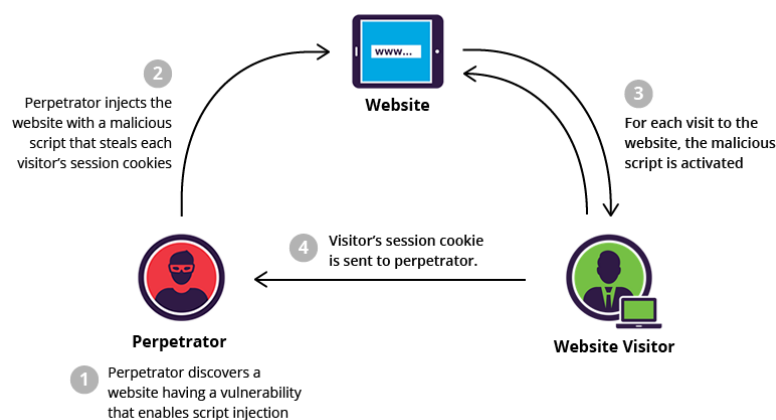 www...
Website
2
Perpetrator injects the
website with a malicious
script that steals each
visitor's session cookies
3
For each visit to the
website, the malicious
script is activated
4
Visitor's session cookie
is sent to perpetrator.
Perpetrator
Website Visitor
1
Perpetrator discovers a
website having a vulnerability
that enables script injection